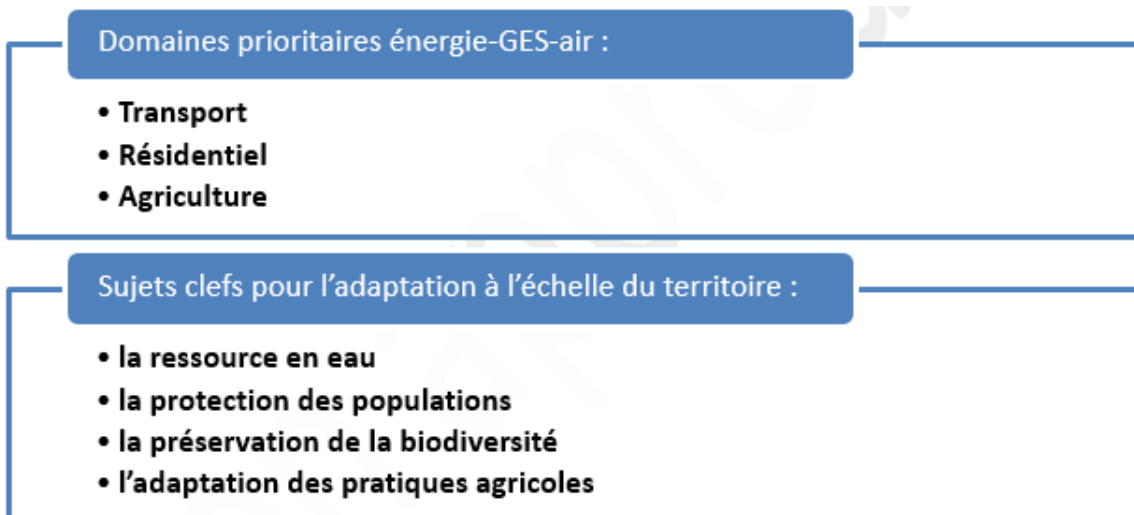 Domaines prioritaires énergie-GES-air :
• Transport
• Résidentiel
• Agriculture
Sujets clefs pour l’adaptation à l’échelle du territoire :
• la ressource en eau
• la protection des populations
• la préservation de la biodiversité
• l’adaptation des pratiques agricoles